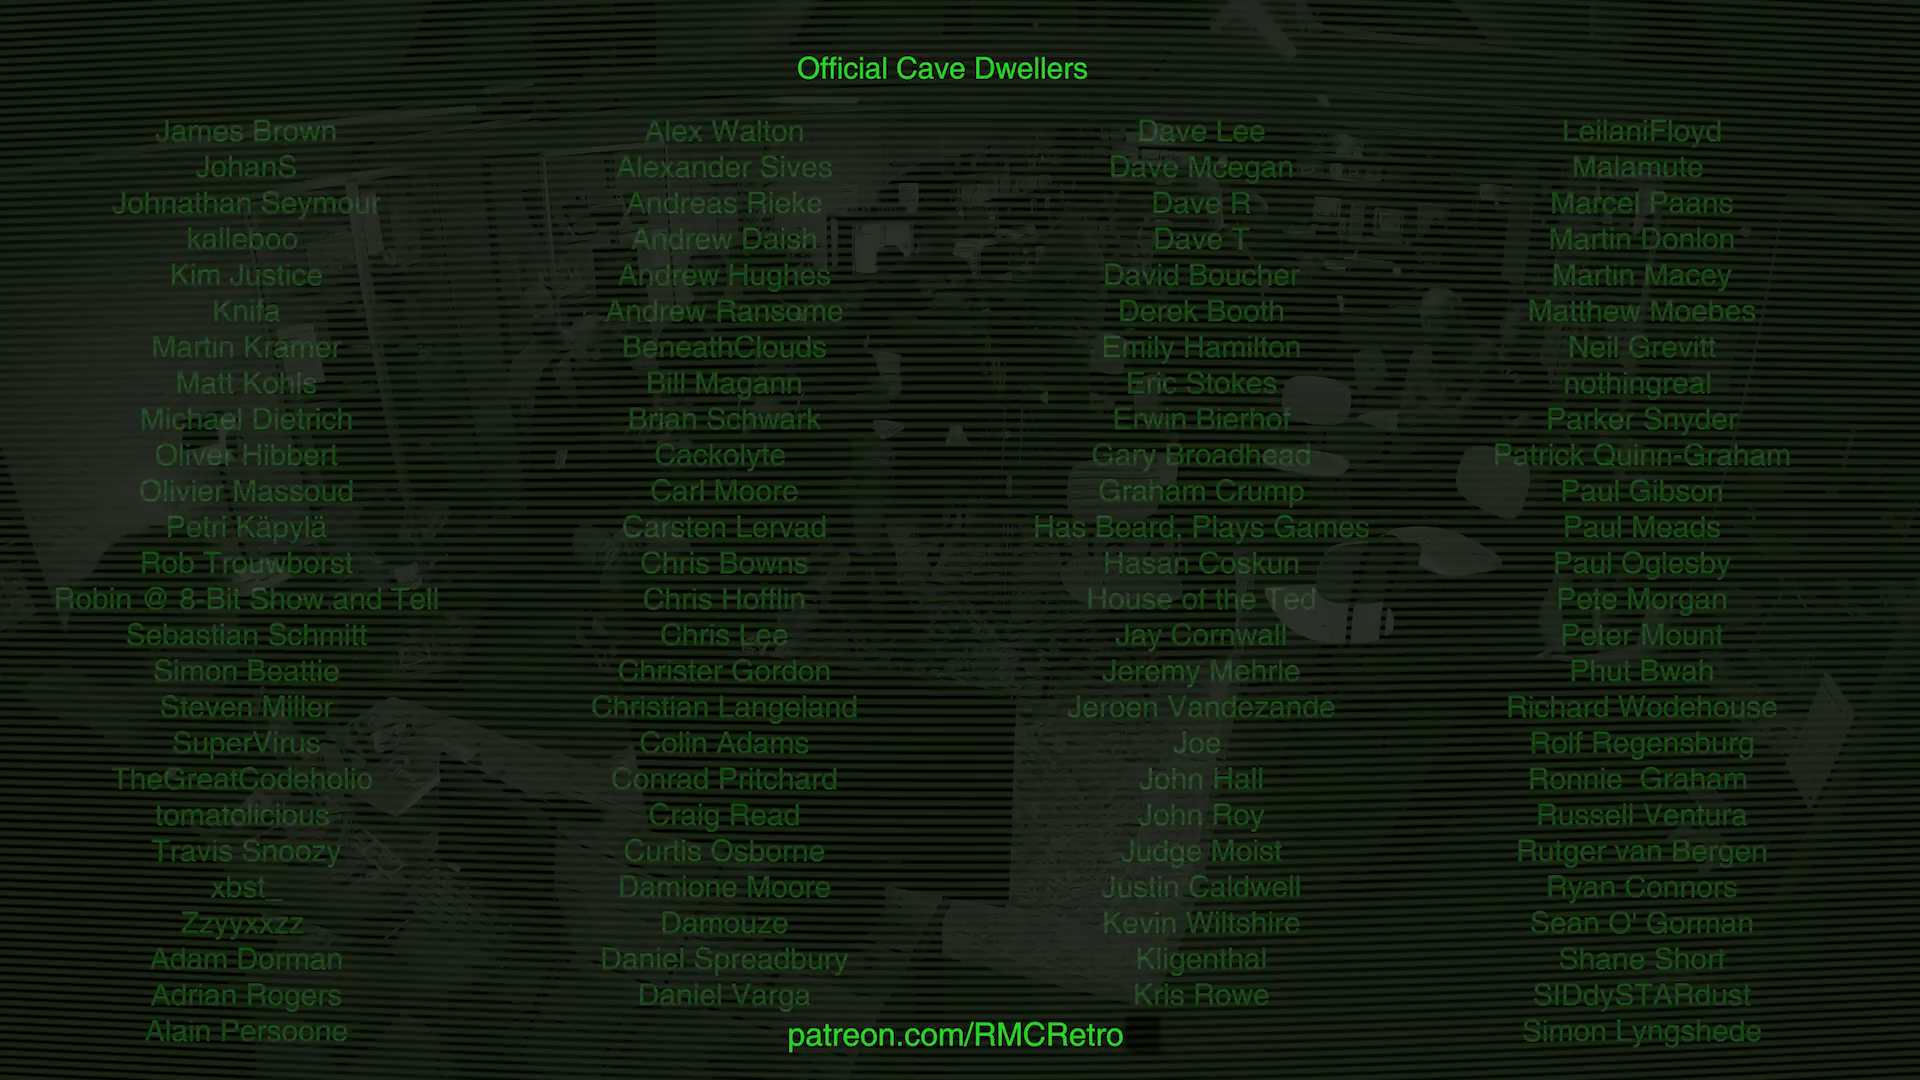 Official Cave Dwellers
James Brown
JohanS
Johnathan Seymour
kalleboo
Kim Justice
Knifa
Martin Kramer
Matt Kohls
Michael Dietrich
Oliver Hibbert
Olivier Massoud
Petri Käpylä
Rob Trouwborst
Robin @ 8-Bit Show and Tell
Sebastian Schmitt
Simon Beattie
Steven Miller
SuperVirus
TheGreatCodeholio
tomatolicious
Travis Snoozy
xbst_
Zzyyxxzz
Adam Dorman
Adrian Rogers
Alain Persoone
Alex Walton
Alexander Sives
Andreas Rieke
Andrew Daish
Andrew Hughes
Andrew Ransome
BeneathClouds
Bill Magann
Brian Schwark
Cackolyte
Carl Moore
Carsten Lervad
Chris Bowns
Chris Hofflin
Chris Lee
Christer Gordon
Christian Langeland
Colin Adams
Conrad Pritchard
Craig Read
Curtis Osborne
Damione Moore
Damouze
Daniel Spreadbury
Daniel Varga
Dave Lee
Dave Mcegan
Dave R
Dave T
David Boucher
Derek Booth
Emily Hamilton
Eric Stokes
Erwin Bierhof
Gary Broadhead
Graham Crump
Has Beard, Plays Games
Hasan Coskun
House of the Ted
Jay Cornwall
Jeremy Mehrle
Jeroen Vandezande
Joe
John Hall
John Roy
Judge Moist
Justin Caldwell
Kevin Wiltshire
Kligenthal
Kris Rowe
LeilaniFloyd
Malamute
Marcel Paans
Martin Donlon
Martin Macey
Matthew Moebes
Neil Grevitt
nothingreal
Parker Snyder
Patrick Quinn-Graham
Paul Gibson
Paul Meads
Paul Oglesby
Pete Morgan
Peter Mount
Phut Bwah
Richard Wodehouse
Rolf Regensburg
Ronnie  Graham
Russell Ventura
Rutger van Bergen
Ryan Connors
Sean O' Gorman
Shane Short
SIDdySTARdust
Simon Lyngshede
patreon.com/RMCRetro